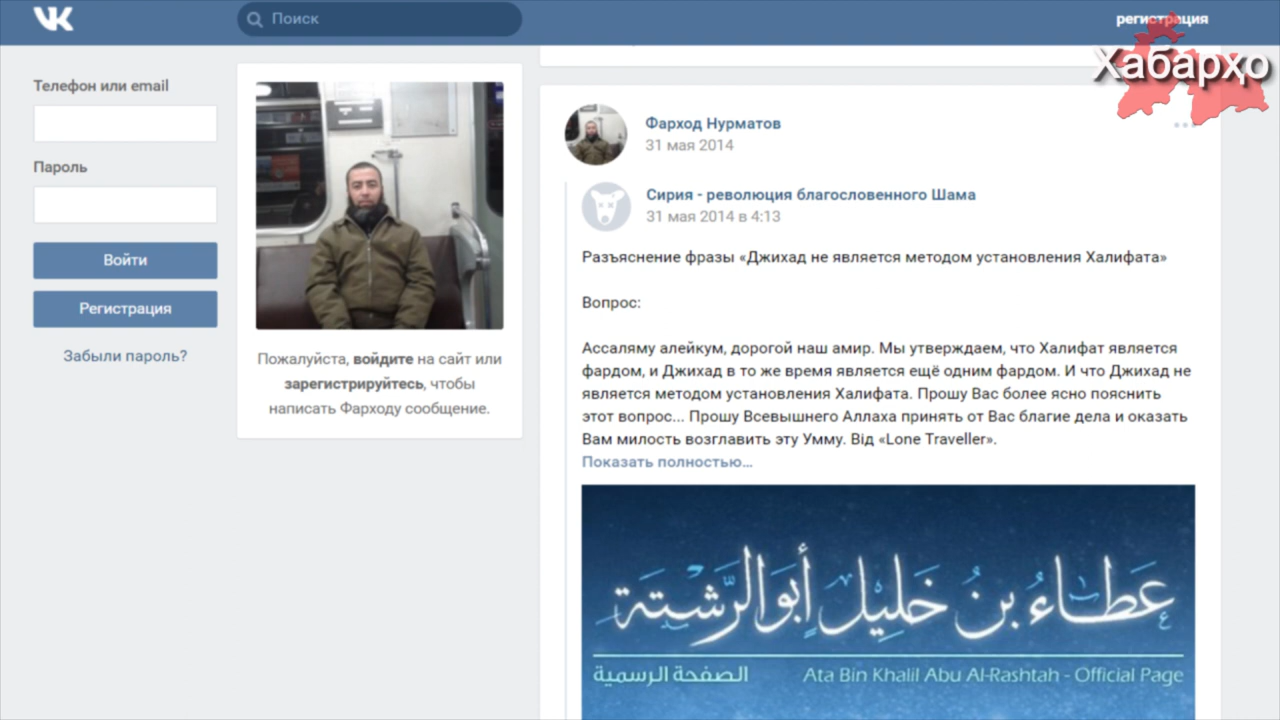 Поиск
регистрация
Хабарҳо
Телефон или email
Пароль
Войти
Регистрация
Забыли пароль?
Пожалуйста, войдите на сайт или
зарегистрируйтесь, чтобы
написать Фарходу сообщение.
Фарход Нурматов
31 мая 2014
Сирия - революция благословенного Шама
31 мая 2014 в 4:13
Разъяснение фразы «Джихад не является методом установления Халифата»
Вопрос:
Ассаляму алейкум, дорогой наш амир. Мы утверждаем, что Халифат является
фардом, и Джихад в то же время является ещё одним фардом. И что Джихад не
является методом установления Халифата. Прошу Вас более ясно пояснить
этот вопрос... Прошу Всевышнего Аллаха принять от Вас благие дела и оказать
Вам милость возглавить эту Умму. Від «Lone Traveller».
Показать полностью...
عَطَاءُ بنُ خَلِيل أَبُو الرَّشتَة
الصفحة الرسمية
Ata Bin Khalil Abu Al-Rashtah - Official Page